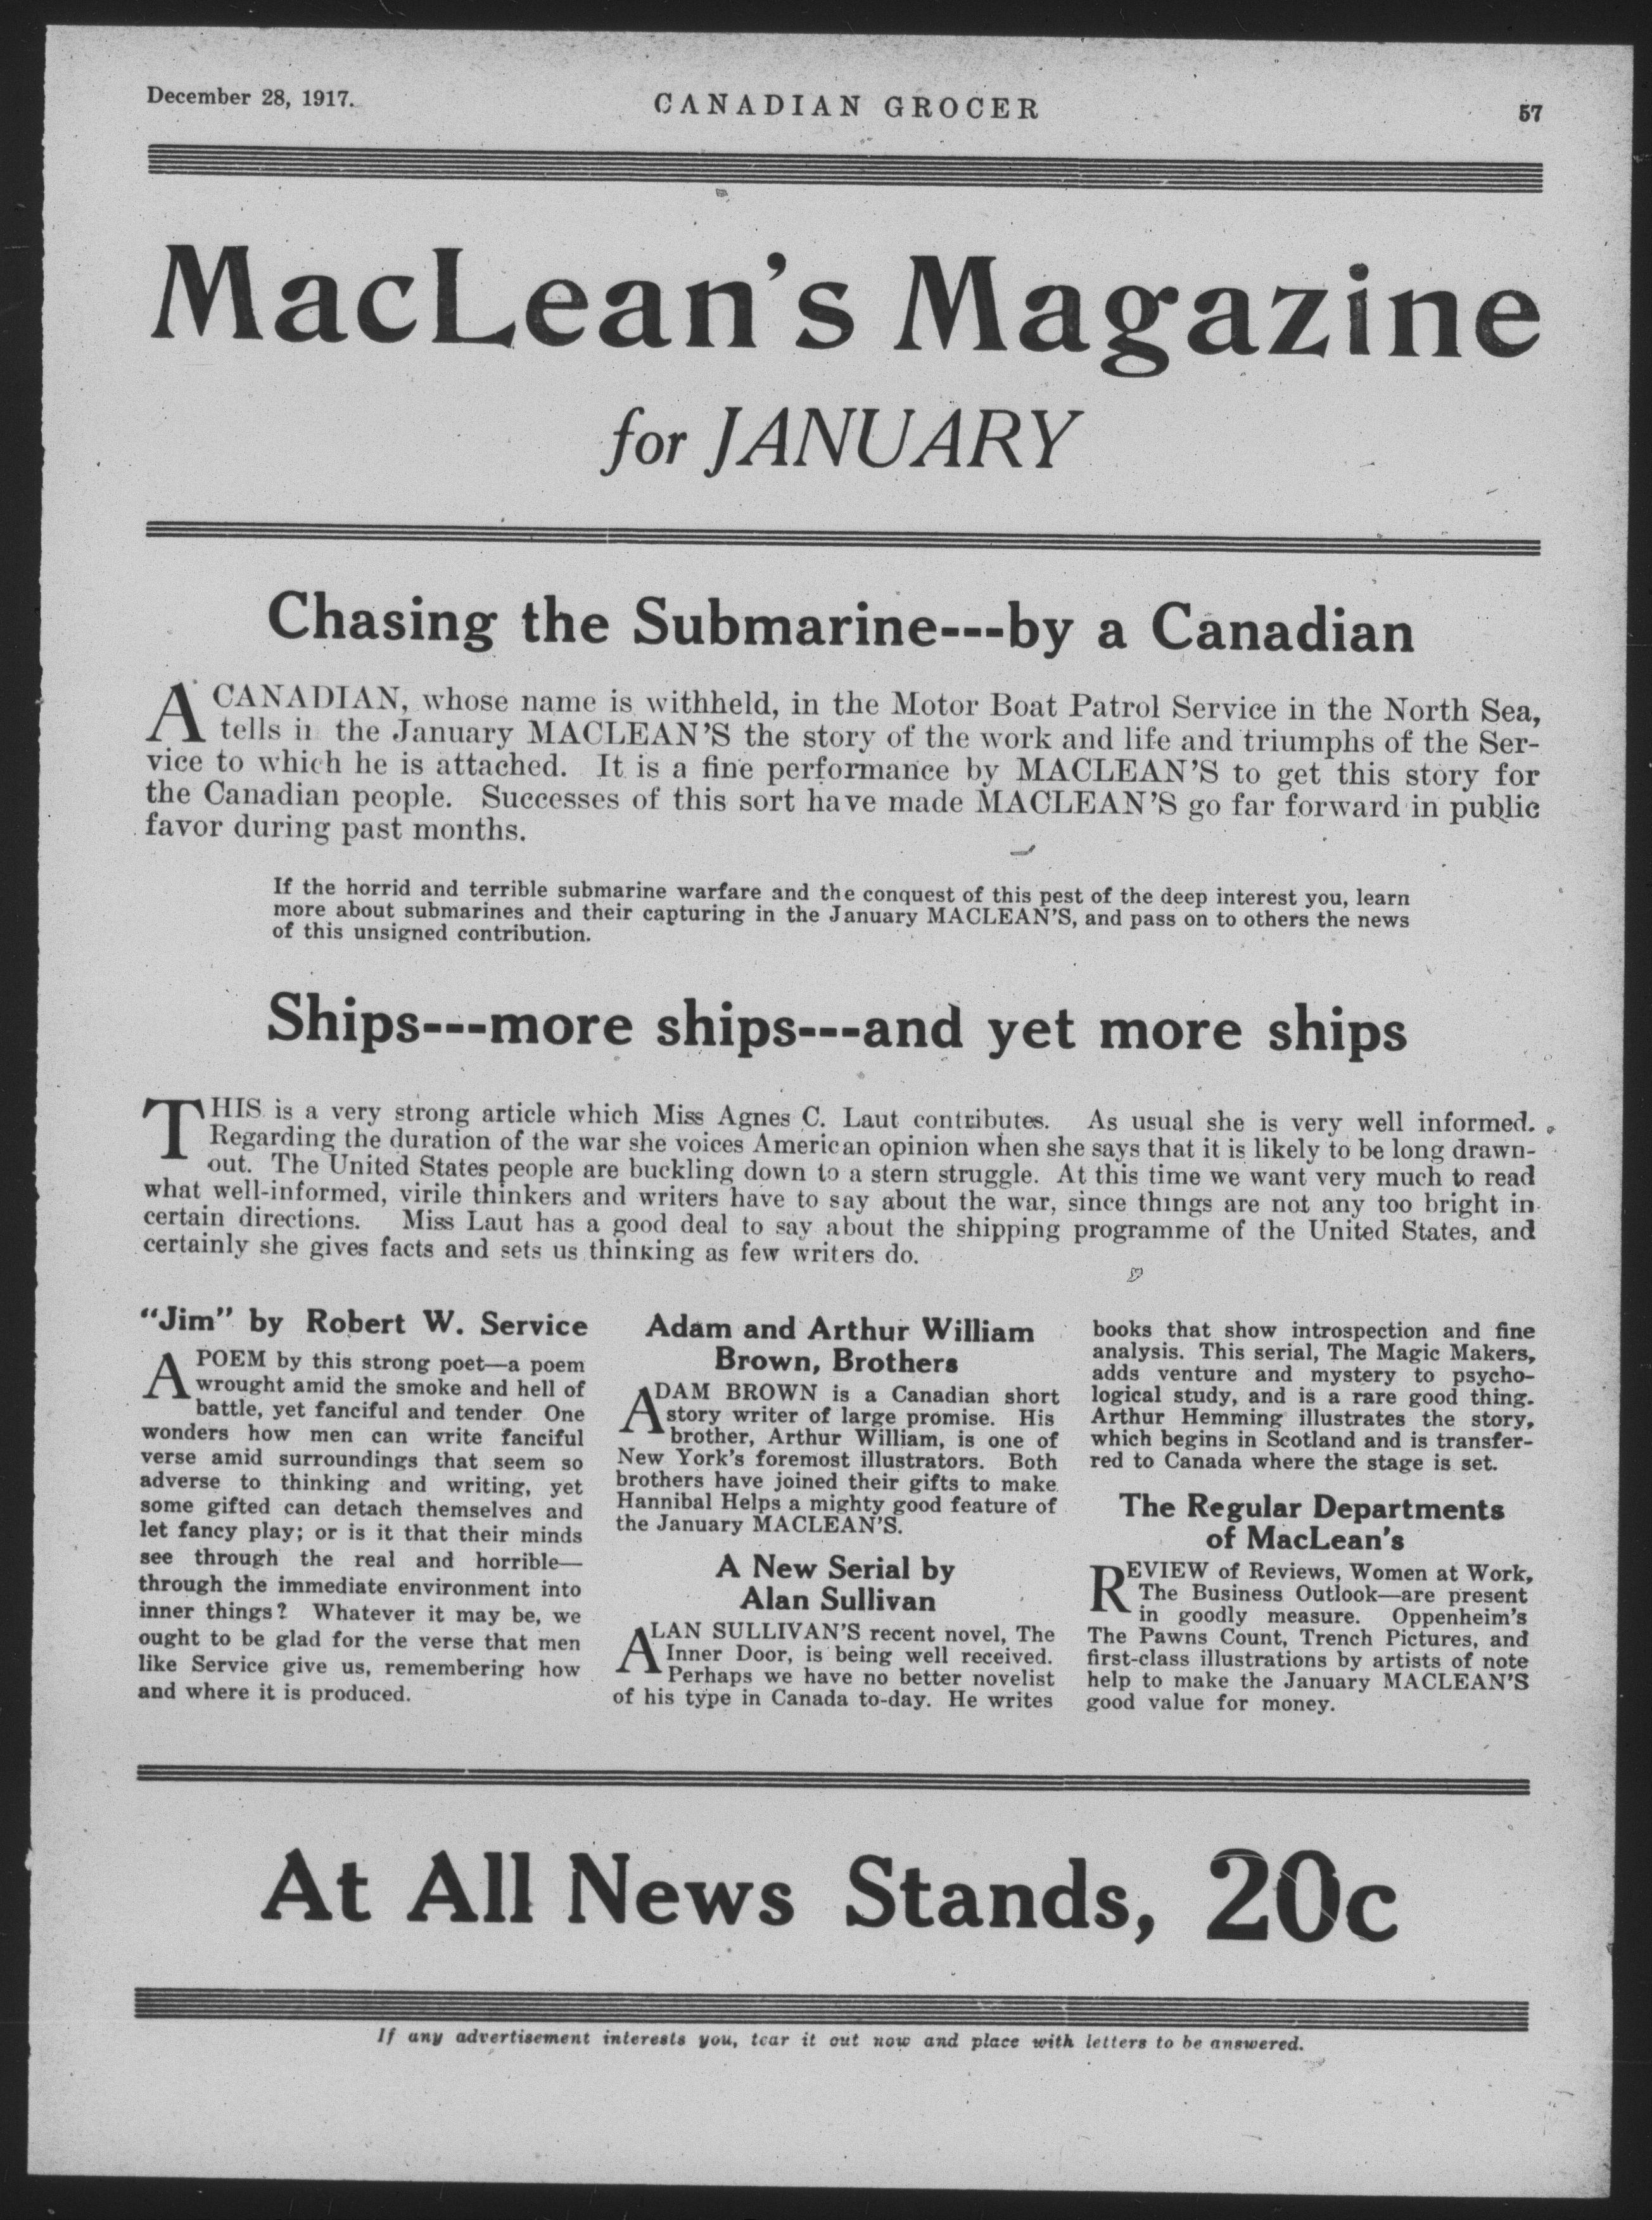 December 28, 1917.
CANADIAN GROCER
57
MacLean's Magazine
for JANUARY
Chasing the Submarine---by a Canadian
A CANADIAN, whose name is withheld, in the Motor Boat Patrol Service in the North Sea,
tells in the January MACLEAN'S the story of the work and life and triumphs of the Ser-
vice to which he is attached. It is a fine performance by MACLEAN'S to get this story for
the Canadian people. Successes of this sort have made MACLEAN'S go far forward in public
favor during past months.
If the horrid and terrible submarine warfare and the conquest of this pest of the deep interest you, learn
more about submarines and their capturing in the January MACLEAN'S, and pass on to others the news
of this unsigned contribution.
Ships---more ships---and yet more ships
THIS is a very strong article which Miss Agnes C. Laut contributes. As usual she is very well informed.
Regarding the duration of the war she voices American opinion when she says that it is likely to be long drawn-
out. The United States people are buckling down to a stern struggle. At this time we want very much to read
what well-informed, virile thinkers and writers have to say about the war, since things are not any too bright in
certain directions. Miss Laut has a good deal to say about the shipping programme of the United States, and
certainly she gives facts and sets us thinking as few writers do.
"Jim" by Robert W. Service
A POEM by this strong poet—a poem
wrought amid the smoke and hell of
battle, yet fanciful and tender One
wonders how men can write fanciful
verse amid surroundings that seem so
adverse to thinking and writing, yet
some gifted can detach themselves and
let fancy play; or is it that their minds
see through the real and horrible—
through the immediate environment into
inner things? Whatever it may be, we
ought to be glad for the verse that men
like Service give us, remembering how
and where it is produced.
Adam and Arthur William
Brown, Brothers
ADAM BROWN is a Canadian short
story writer of large promise. His
brother, Arthur William, is one of
New York's foremost illustrators. Both
brothers have joined their gifts to make
Hannibal Helps a mighty good feature of
the January MACLEAN'S.
A New Serial by
Alan Sullivan
ALAN SULLIVAN'S recent novel, The
Inner Door, is being well received.
Perhaps we have no better novelist
of his type in Canada to-day. He writes
books that show introspection and fine
analysis. This serial, The Magic Makers,
adds venture and mystery to psycho-
logical study, and is a rare good thing.
Arthur Hemming illustrates the story,
which begins in Scotland and is transfer-
red to Canada where the stage is set.
The Regular Departments
of MacLean's
REVIEW of Reviews, Women at Work,
The Business Outlook—are present
in goodly measure. Oppenheim's
The Pawns Count, Trench Pictures, and
first-class illustrations by artists of note
help to make the January MACLEAN'S
good value for money.
At All News Stands, 20c
If any advertisement interests you, tear it out now and place with letters to be answered.